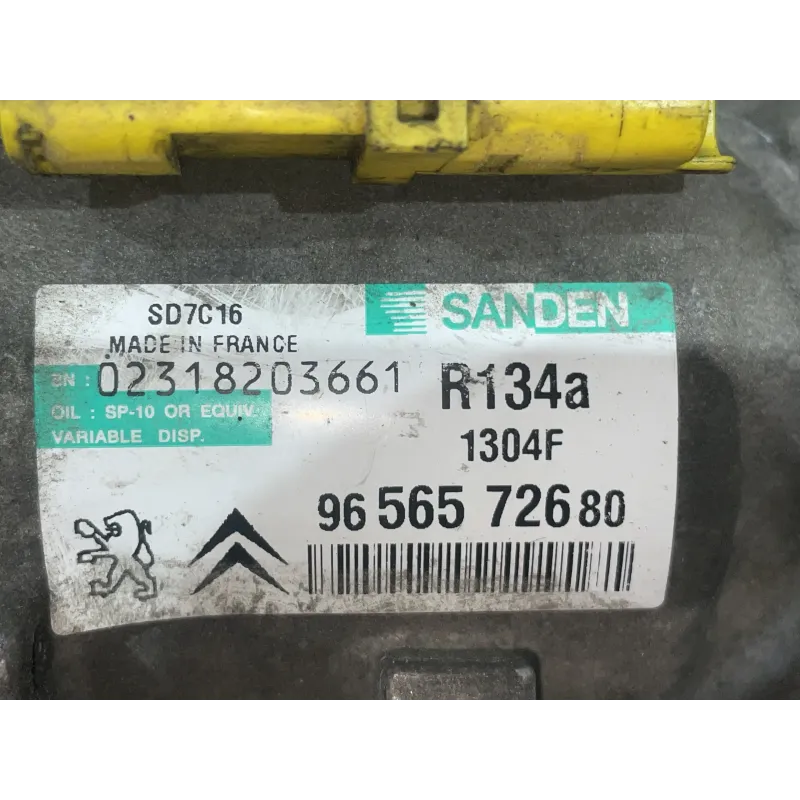 SD7C16
MADE IN FRANCE
SANDEN
SN : 02318203661
R134a
OIL : SP-10 OR EQUIV.
VARIABLE DISP.
1304F
96 565 726 80